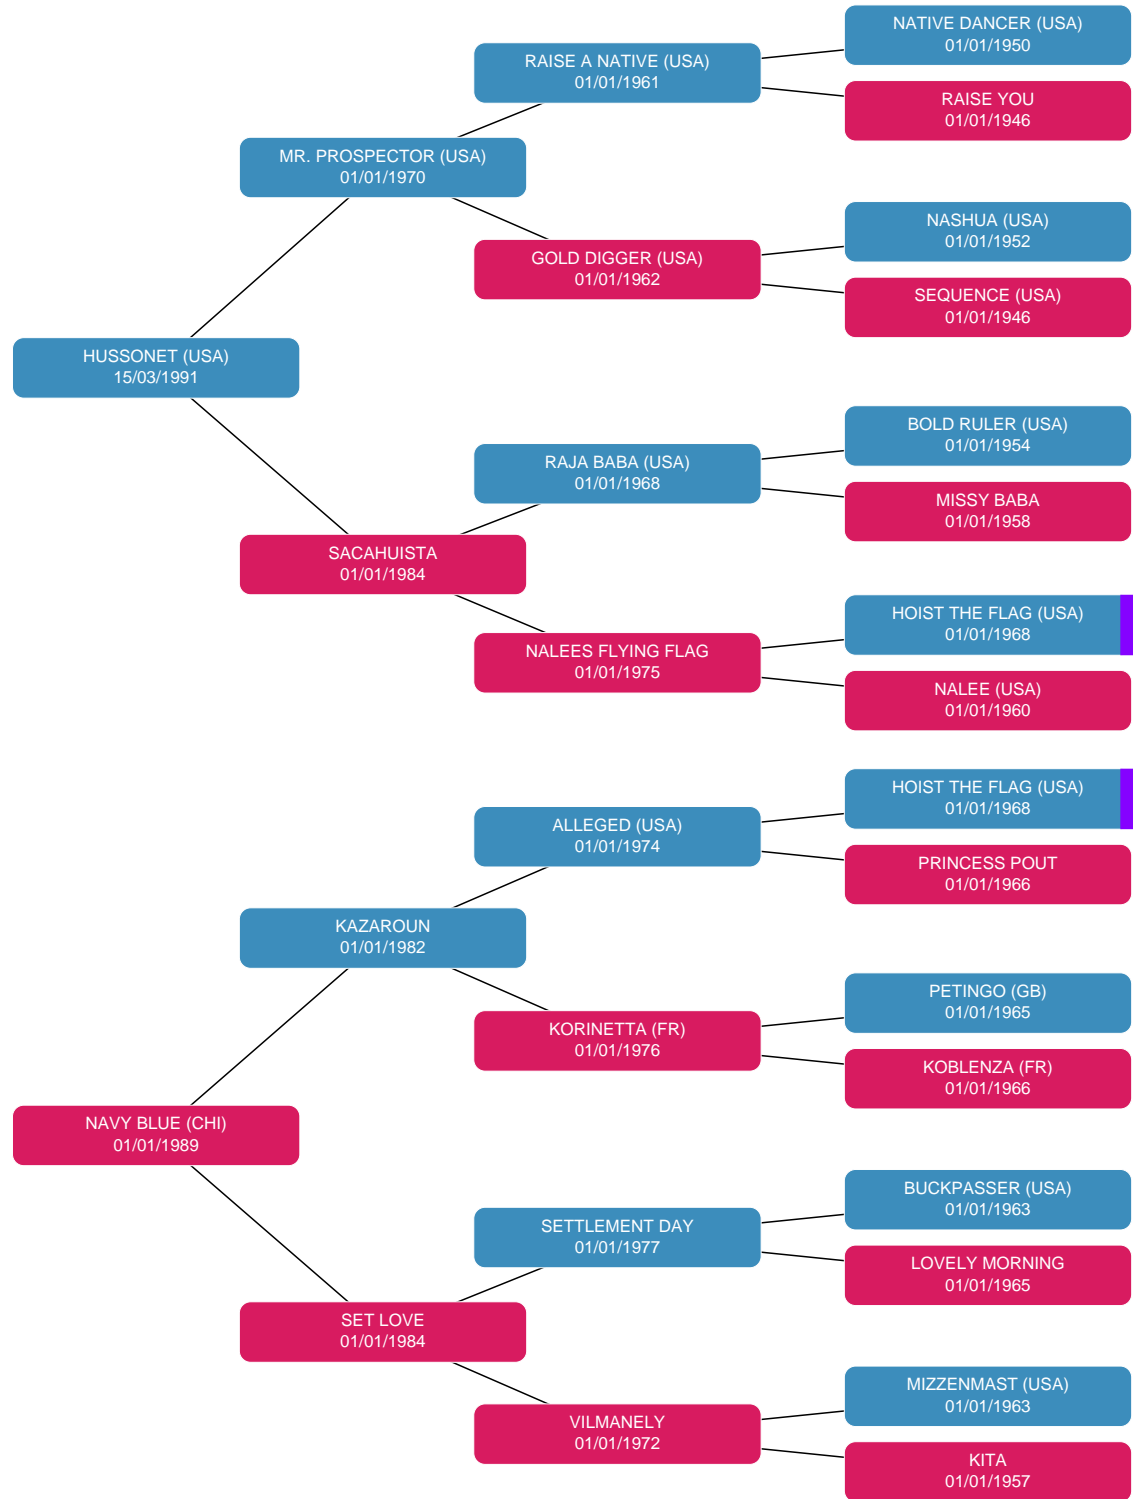 NATIVE DANCER (USA)
01/01/1950
RAISE A NATIVE (USA)
01/01/1961
RAISE YOU
01/01/1946
MR. PROSPECTOR (USA)
01/01/1970
NASHUA (USA)
01/01/1952
GOLD DIGGER (USA)
01/01/1962
SEQUENCE (USA)
01/01/1946
HUSSONET (USA)
15/03/1991
BOLD RULER (USA)
01/01/1954
RAJA BABA (USA)
01/01/1968
MISSY BABA
01/01/1958
SACAHUISTA
01/01/1984
HOIST THE FLAG (USA)
01/01/1968
NALEES FLYING FLAG
01/01/1975
NALEE (USA)
01/01/1960
HOIST THE FLAG (USA)
01/01/1968
ALLEGED (USA)
01/01/1974
PRINCESS POUT
01/01/1966
KAZAROUN
01/01/1982
PETINGO (GB)
01/01/1965
KORINETTA (FR)
01/01/1976
KOBLENZA (FR)
01/01/1966
NAVY BLUE (CHI)
01/01/1989
BUCKPASSER (USA)
01/01/1963
SETTLEMENT DAY
01/01/1977
LOVELY MORNING
01/01/1965
SET LOVE
01/01/1984
MIZZENMAST (USA)
01/01/1963
VILMANELY
01/01/1972
KITA
01/01/1957